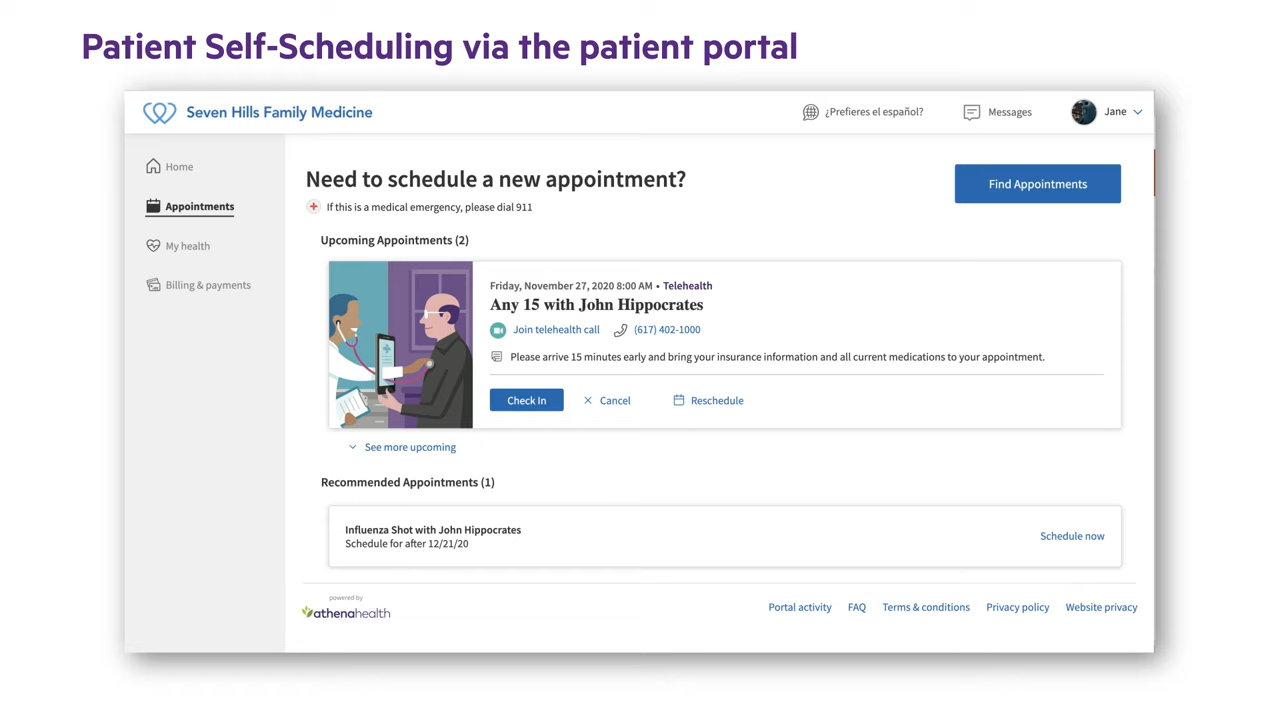 Patient Self-Scheduling via the patient portal
Seven Hills Family Medicine
¿Prefieres el español?
Messages
Jane
Home
Appointments
My health
Billing & payments
Need to schedule a new appointment?
Find Appointments
If this is a medical emergency, please dial 911
Upcoming Appointments (2)
Friday, November 27, 2020 8:00 AM • Telehealth
Any 15 with John Hippocrates
Join telehealth call
(617) 402-1000
Please arrive 15 minutes early and bring your insurance information and all current medications to your appointment.
Check In
Cancel
Reschedule
See more upcoming
Recommended Appointments (1)
Influenza Shot with John Hippocrates
Schedule for after 12/21/20
Schedule now
powered by
athenahealth
Portal activity
FAQ
Terms & conditions
Privacy policy
Website privacy